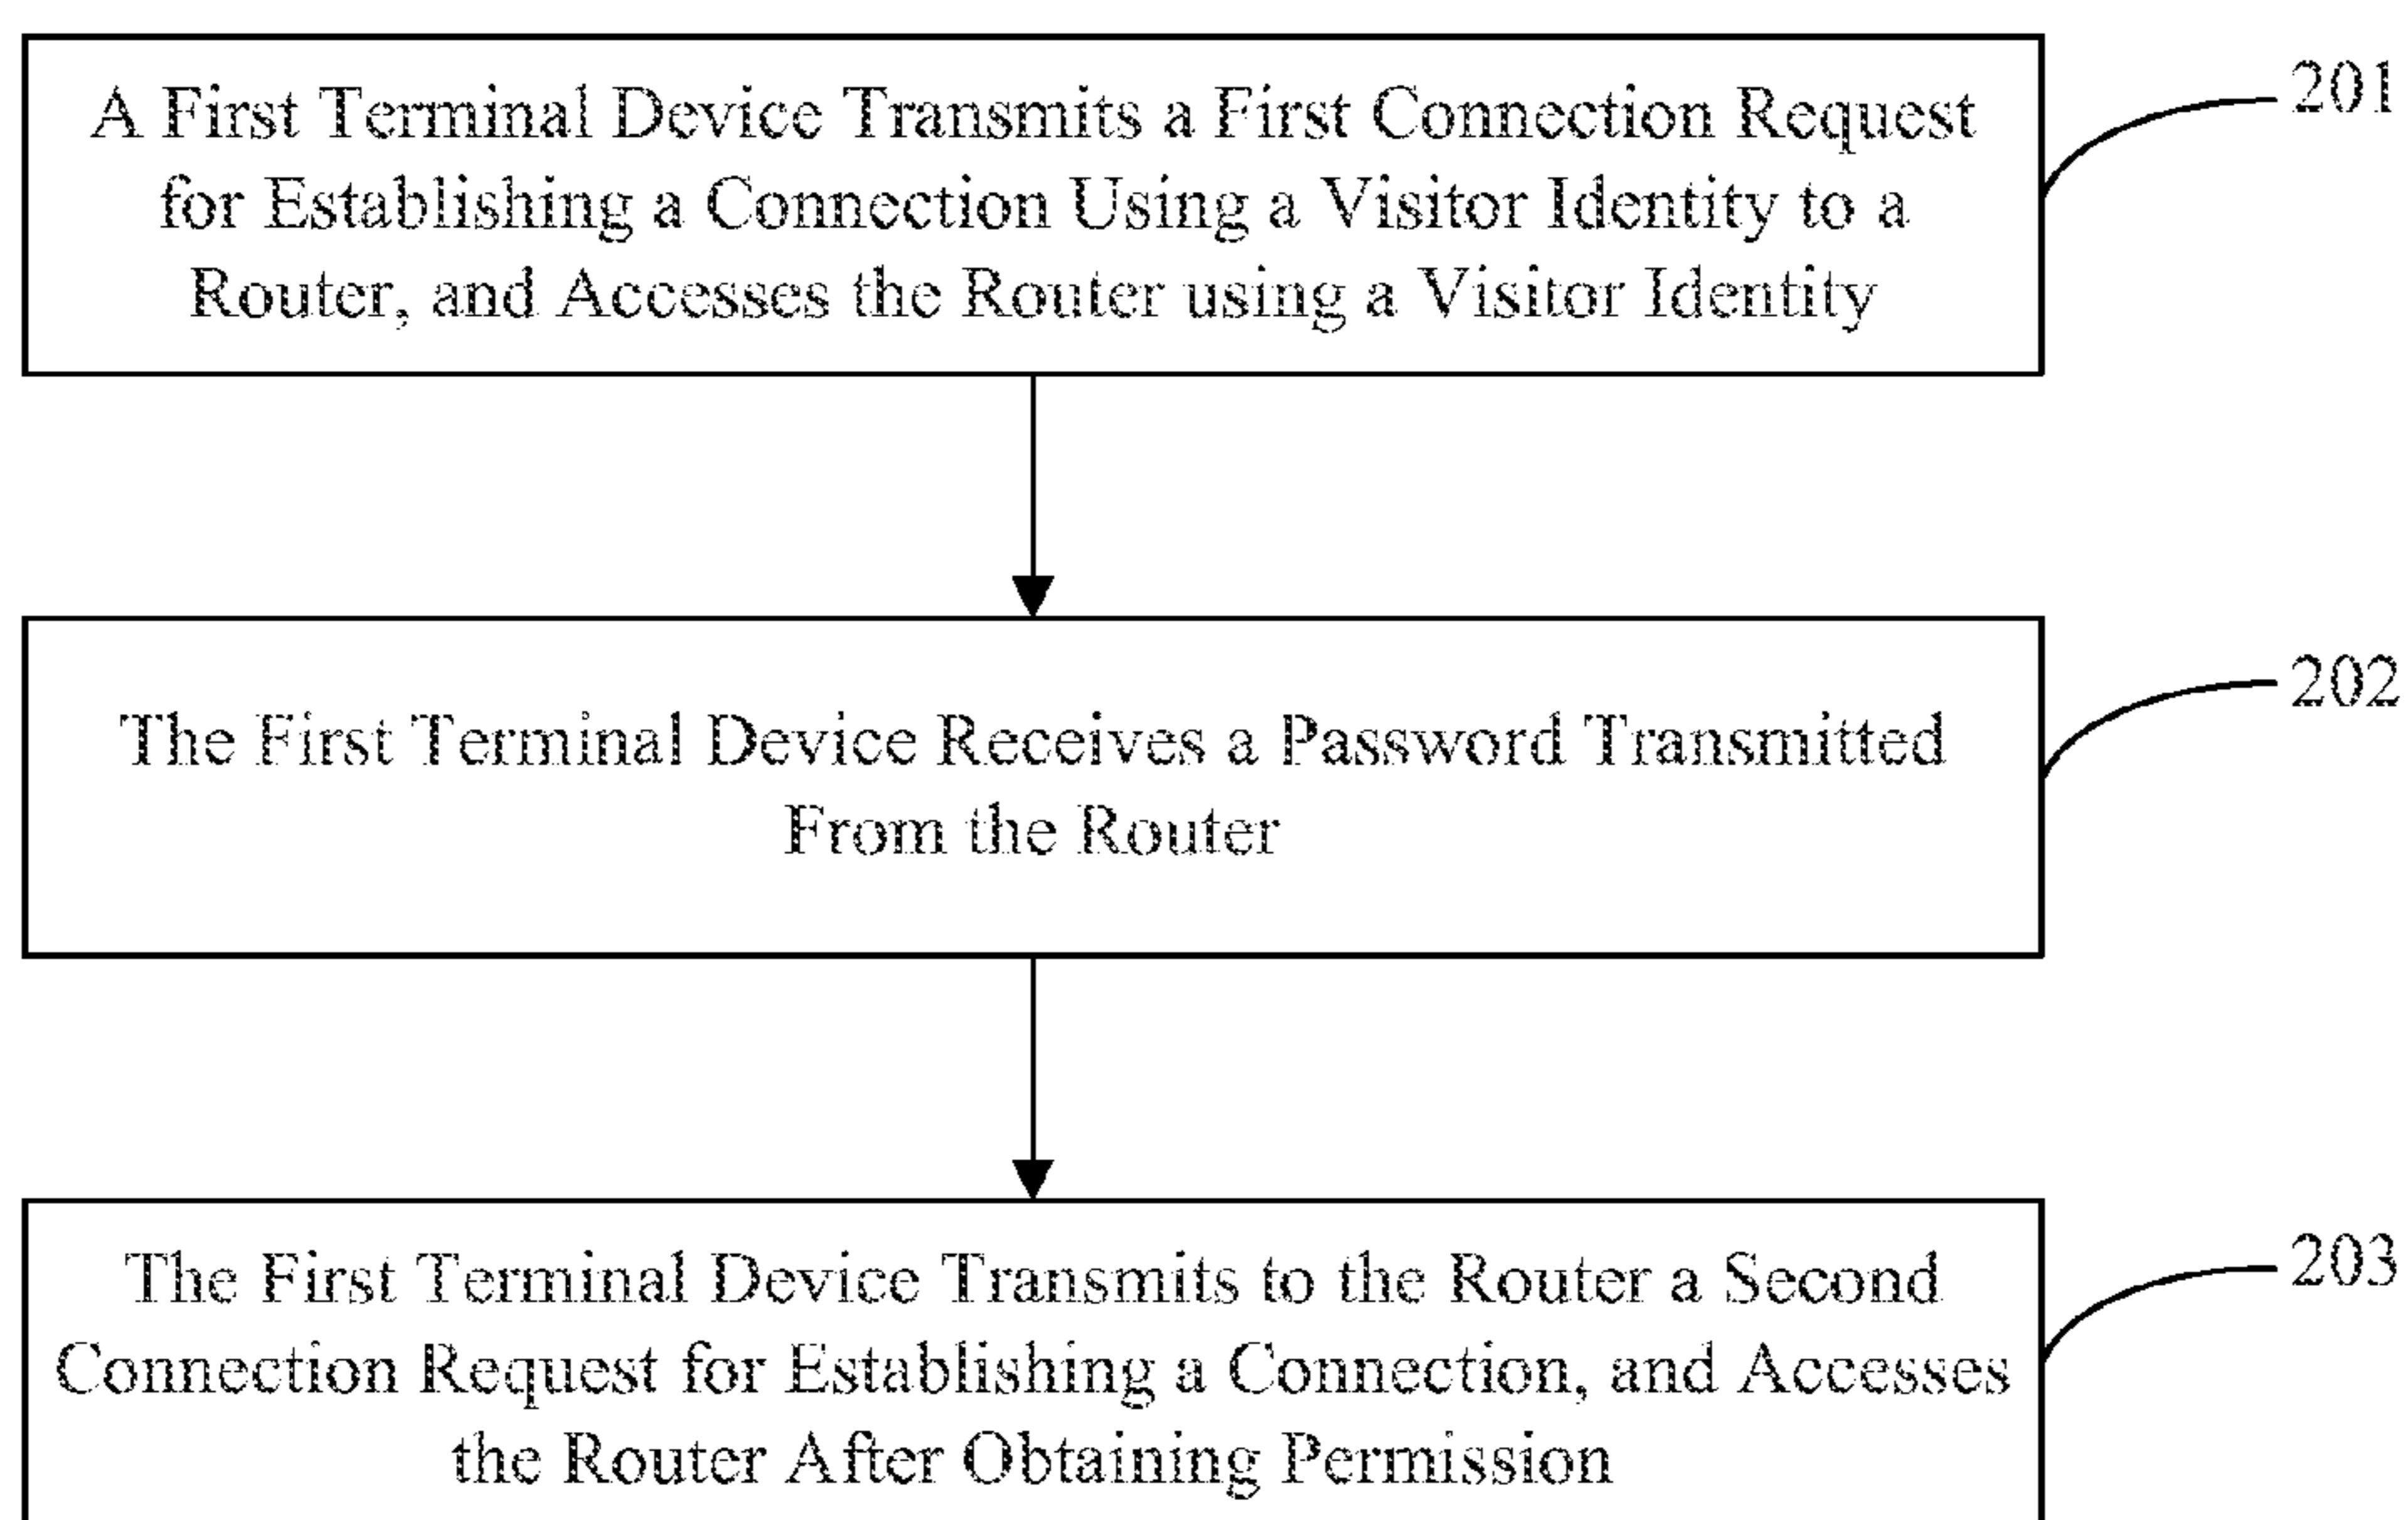 A First Terminal Device Transmits a First Connection Request
for Establishing a Connection Using a Visitor Identity to a
Router, and Accesses the Router using a Visitor Identity
201
The First Terminal Device Receives a Password Transmitted
From the Router
202
The First Terminal Device Transmits to the Router a Second
Connection Request for Establishing a Connection, and Accesses
the Router After Obtaining Permission
203